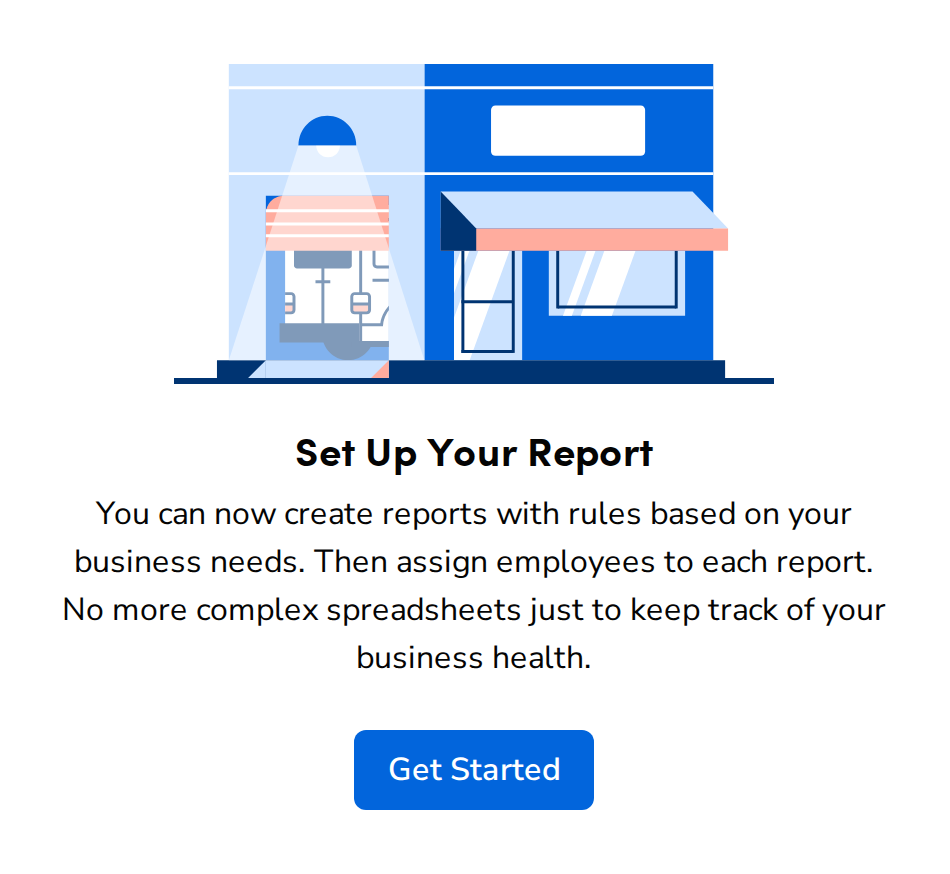 Set Up Your Report
You can now create reports with rules based on your
business needs. Then assign employees to each report.
No more complex spreadsheets just to keep track of your
business health.
Get Started